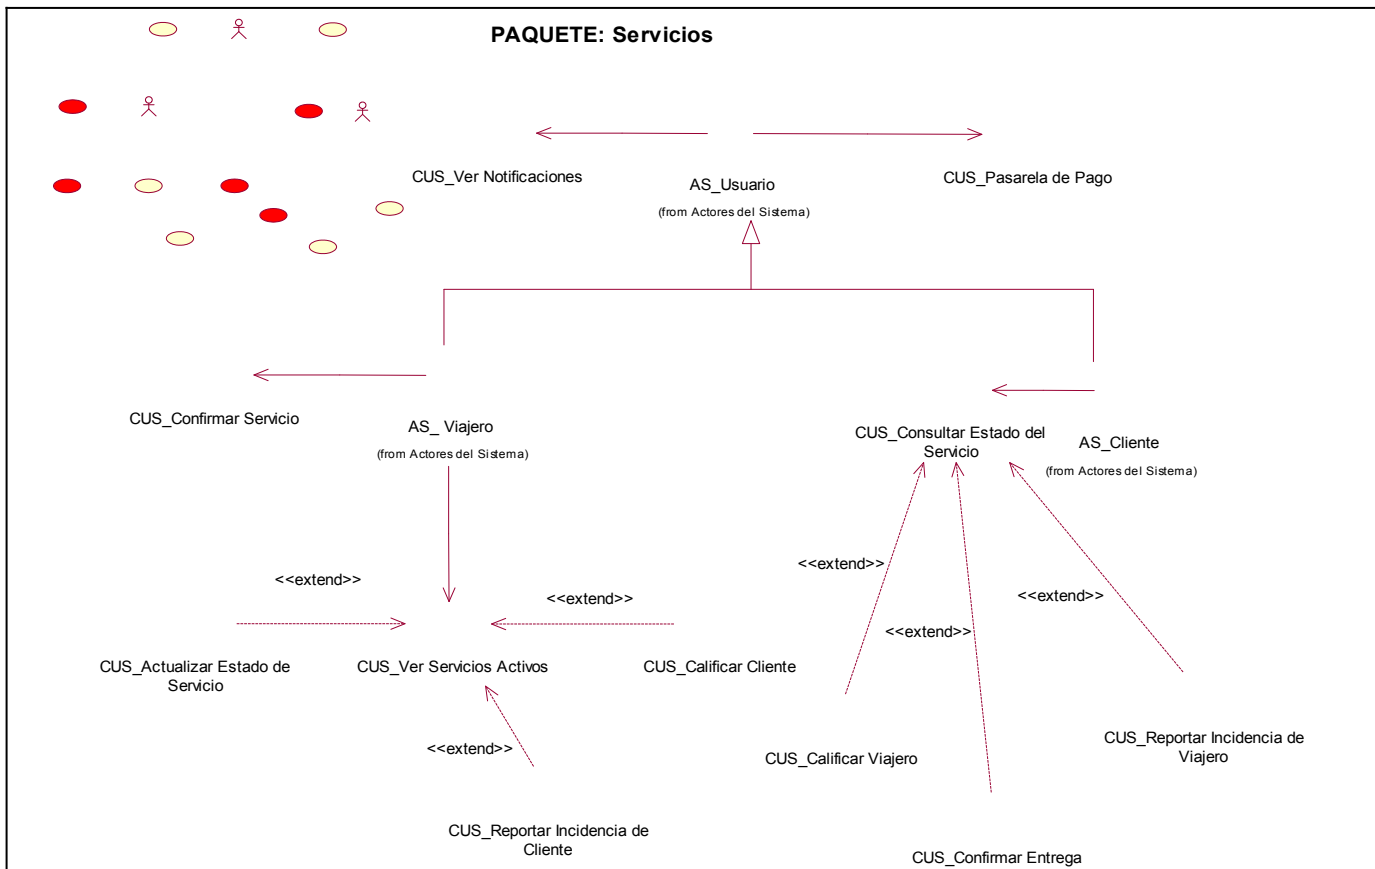 PAQUETE: Servicios
CUS_Ver Notificaciones
AS_Usuario
(from Actores del Sistema)
CUS_Pasarela de Pago
CUS_Confirmar Servicio
AS_ Viajero
(from Actores del Sistema)
CUS_Consultar Estado del
Servicio
AS_Cliente
(from Actores del Sistema)
<<extend>>
<<extend>>
<<extend>>
<<extend>>
<<extend>>
CUS_Actualizar Estado de
Servicio
CUS_Ver Servicios Activos
CUS_Calificar Cliente
<<extend>>
CUS_Calificar Viajero
CUS_Reportar Incidencia de
Viajero
CUS_Reportar Incidencia de
Cliente
CUS_Confirmar Entrega